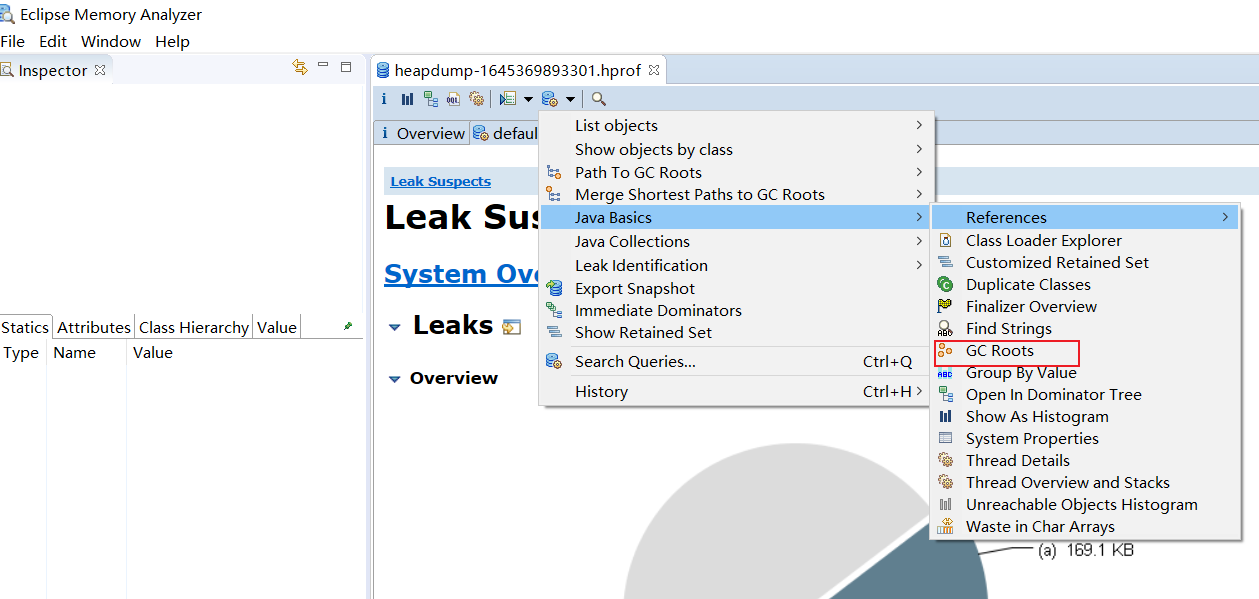 Eclipse Memory Analyzer
File Edit Window Help
Inspector
heapdump-1645369893301.hprof
i OQL
i Overview defaul
Leak Suspects
Leak Sus
System Ove
Leaks
Overview
Statics Attributes Class Hierarchy Value
Type Name Value
List objects
Show objects by class
Path To GC Roots
Merge Shortest Paths to GC Roots
Java Basics
Java Collections
Leak Identification
Export Snapshot
Immediate Dominators
Show Retained Set
Search Queries... Ctrl+Q
History Ctrl+H
References
Class Loader Explorer
Customized Retained Set
Duplicate Classes
Finalizer Overview
Find Strings
GC Roots
Group By Value
Open In Dominator Tree
Show As Histogram
System Properties
Thread Details
Thread Overview and Stacks
Unreachable Objects Histogram
Waste in Char Arrays
(a) 169.1 KB